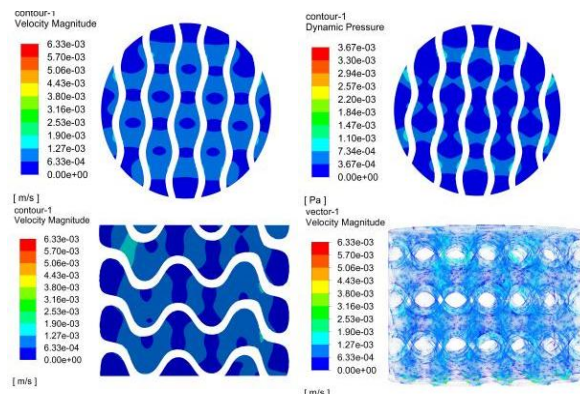 contour-1
Velocity Magnitude
6.33e-03
5.70e-03
5.06e-03
4.43e-03
3.80e-03
3.16e-03
2.53e-03
1.90e-03
1.27e-03
6.33e-04
0.00e+00
[ m/s ]
contour-1
Dynamic Pressure
3.67e-03
3.30e-03
2.94e-03
2.57e-03
2.20e-03
1.84e-03
1.47e-03
1.10e-03
7.34e-04
3.67e-04
0.00e+00
[ Pa ]
contour-1
Velocity Magnitude
6.33e-03
5.70e-03
5.06e-03
4.43e-03
3.80e-03
3.16e-03
2.53e-03
1.90e-03
1.27e-03
6.33e-04
0.00e+00
[ m/s ]
vector-1
Velocity Magnitude
6.33e-03
5.70e-03
5.06e-03
4.43e-03
3.80e-03
3.16e-03
2.53e-03
1.90e-03
1.27e-03
6.33e-04
0.00e+00
[ m/s ]